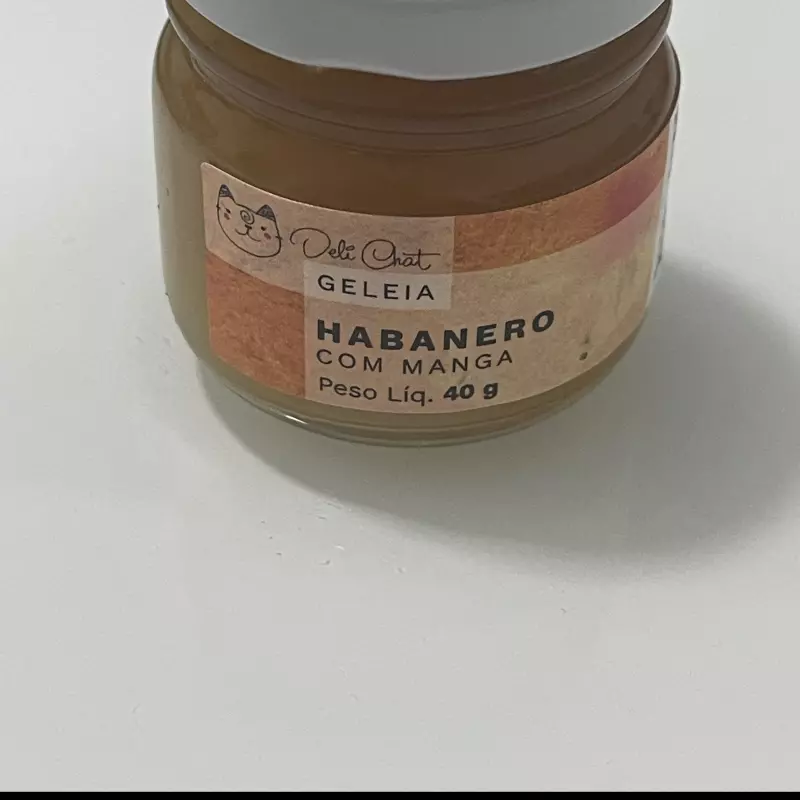 Deli Chat
GELEIA
HABANERO
COM MANGA
Peso Líq. 40 g